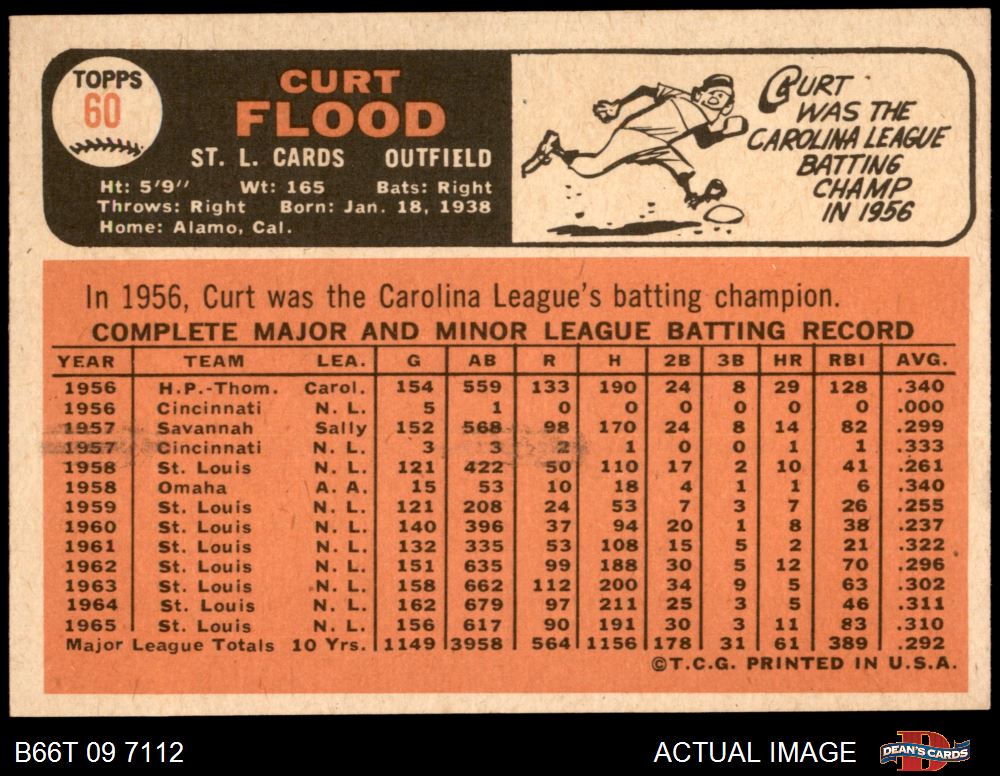 TOPPS
60
CURT
FLOOD
ST. L. CARDS OUTFIELD
Ht: 5'9" Wt: 165 Bats: Right
Throws: Right Born: Jan. 18, 1938
Home: Alamo, Cal.
CURT
WAS THE
CAROLINA LEAGUE
BATTING
CHAMP
IN 1956
In 1956, Curt was the Carolina League's batting champion.
COMPLETE MAJOR AND MINOR LEAGUE BATTING RECORD
YEAR TEAM LEA. G AB R H 2B 3B HR RBI AVG.
1956 H.P.-Thom. Carol. 154 559 133 190 24 8 29 128 .340
1956 Cincinnati N. L. 5 1 0 0 0 0 0 0 .000
1957 Savannah Sally 152 568 98 170 24 8 14 82 .299
1957 Cincinnati N. L. 3 3 2 1 0 0 1 1 .333
1958 St. Louis N. L. 121 422 50 110 17 2 10 41 .261
1958 Omaha A. A. 15 53 10 18 4 1 1 6 .340
1959 St. Louis N. L. 121 208 24 53 7 3 7 26 .255
1960 St. Louis N. L. 140 396 37 94 20 1 8 38 .237
1961 St. Louis N. L. 132 335 53 108 15 5 2 21 .322
1962 St. Louis N. L. 151 635 99 188 30 5 12 70 .296
1963 St. Louis N. L. 158 662 112 200 34 9 5 63 .302
1964 St. Louis N. L. 162 679 97 211 25 3 5 46 .311
1965 St. Louis N. L. 156 617 90 191 30 3 11 83 .310
Major League Totals 10 Yrs. 1149 3958 564 1156 178 31 61 389 .292
©T.C.G. PRINTED IN U.S.A.
B66T 09 7112 ACTUAL IMAGE DEAN'S CARDS